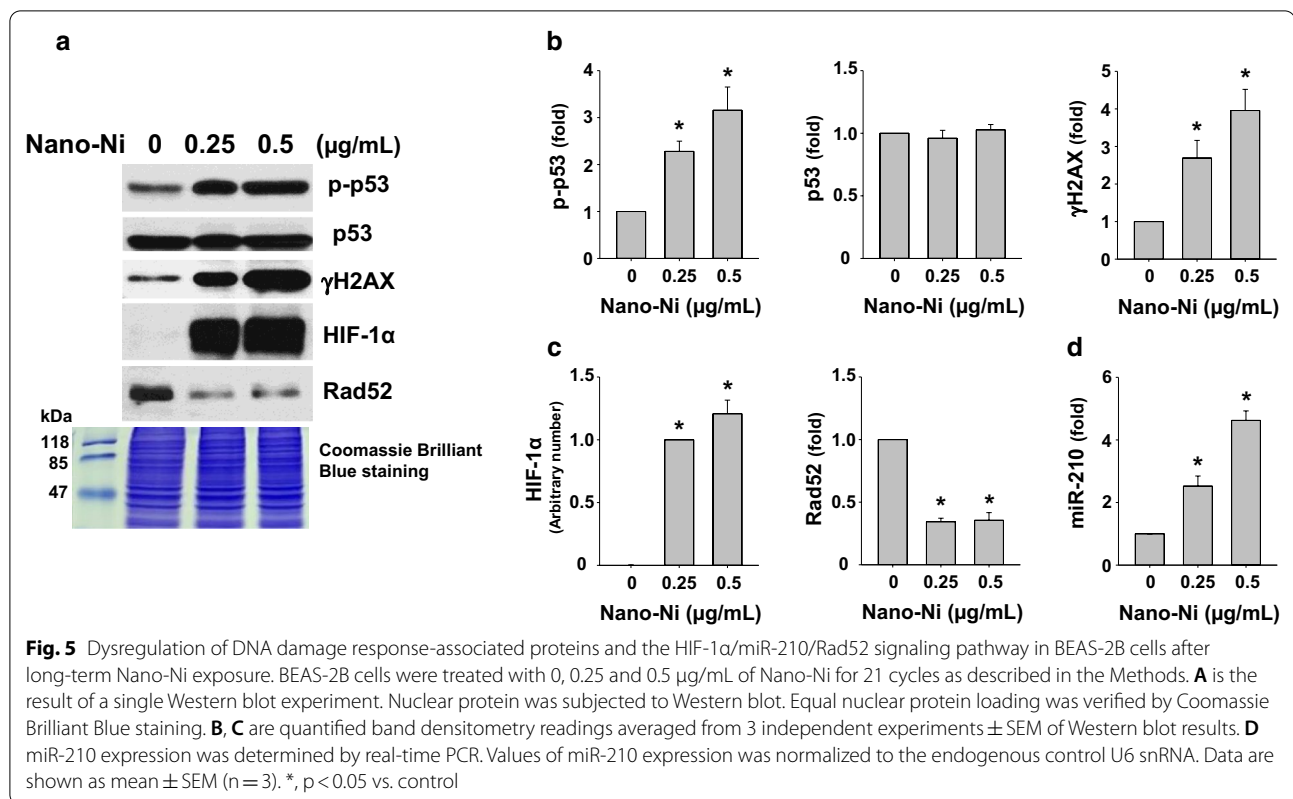 a
Nano-Ni 0 0.25 0.5 (µg/mL)
p-p53
p53
γH2AX
HIF-1α
Rad52
kDa
118
85
47
Coomassie Brilliant
Blue staining
b
p-p53 (fold)
4
3
2
1
0
*
*
0 0.25 0.5
Nano-Ni (µg/mL)
p53 (fold)
1.5
1.0
0.5
0
0 0.25 0.5
Nano-Ni (µg/mL)
γH2AX (fold)
5
4
3
2
1
0
*
*
0 0.25 0.5
Nano-Ni (µg/mL)
c
HIF-1α
(Arbitrary number)
1.5
1.0
0.5
0
*
*
0 0.25 0.5
Nano-Ni (µg/mL)
Rad52 (fold)
1.5
1.0
0.5
0
*
*
0 0.25 0.5
Nano-Ni (µg/mL)
d
miR-210 (fold)
6
4
2
0
*
*
0 0.25 0.5
Nano-Ni (µg/mL)
Fig. 5 Dysregulation of DNA damage response-associated proteins and the HIF-1α/miR-210/Rad52 signaling pathway in BEAS-2B cells after
long-term Nano-Ni exposure. BEAS-2B cells were treated with 0, 0.25 and 0.5 µg/mL of Nano-Ni for 21 cycles as described in the Methods. A is the
result of a single Western blot experiment. Nuclear protein was subjected to Western blot. Equal nuclear protein loading was verified by Coomassie
Brilliant Blue staining. B, C are quantified band densitometry readings averaged from 3 independent experiments ± SEM of Western blot results. D
miR-210 expression was determined by real-time PCR. Values of miR-210 expression was normalized to the endogenous control U6 snRNA. Data are
shown as mean ± SEM (n = 3). *, p < 0.05 vs. control